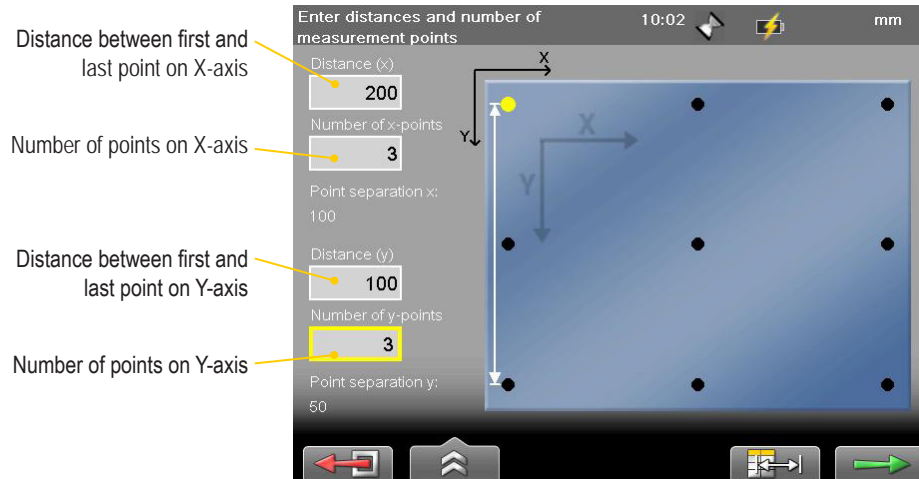 Enter distances and number of
measurement points
10:02
mm
Distance between first and
last point on X-axis
Number of points on X-axis
Distance between first and
last point on Y-axis
Number of points on Y-axis
Distance (x)
200
Number of x-points
3
Point separation x:
100
Distance (y)
100
Number of y-points
3
Point separation y:
50
X
Y
X
Y